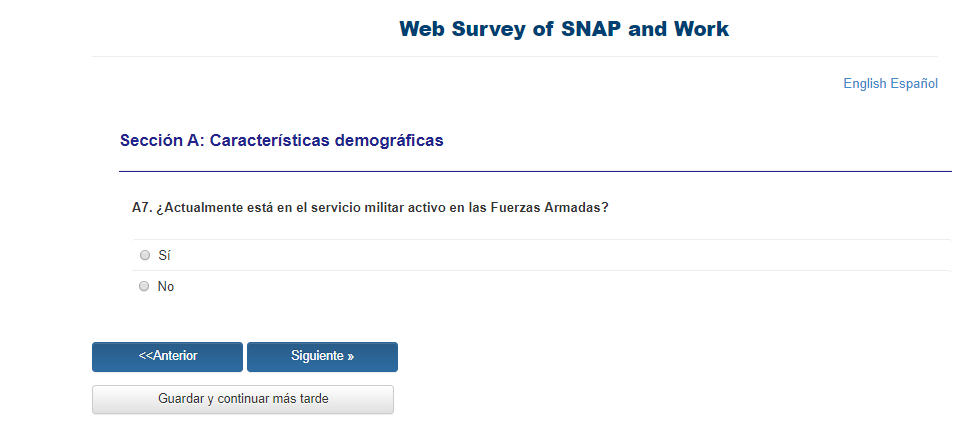 Web Survey of SNAP and Work
English Español
Sección A: Características demográficas
A7. ¿Actualmente está en el servicio militar activo en las Fuerzas Armadas?
Sí
No
<<Anterior
Siguiente »
Guardar y continuar más tarde